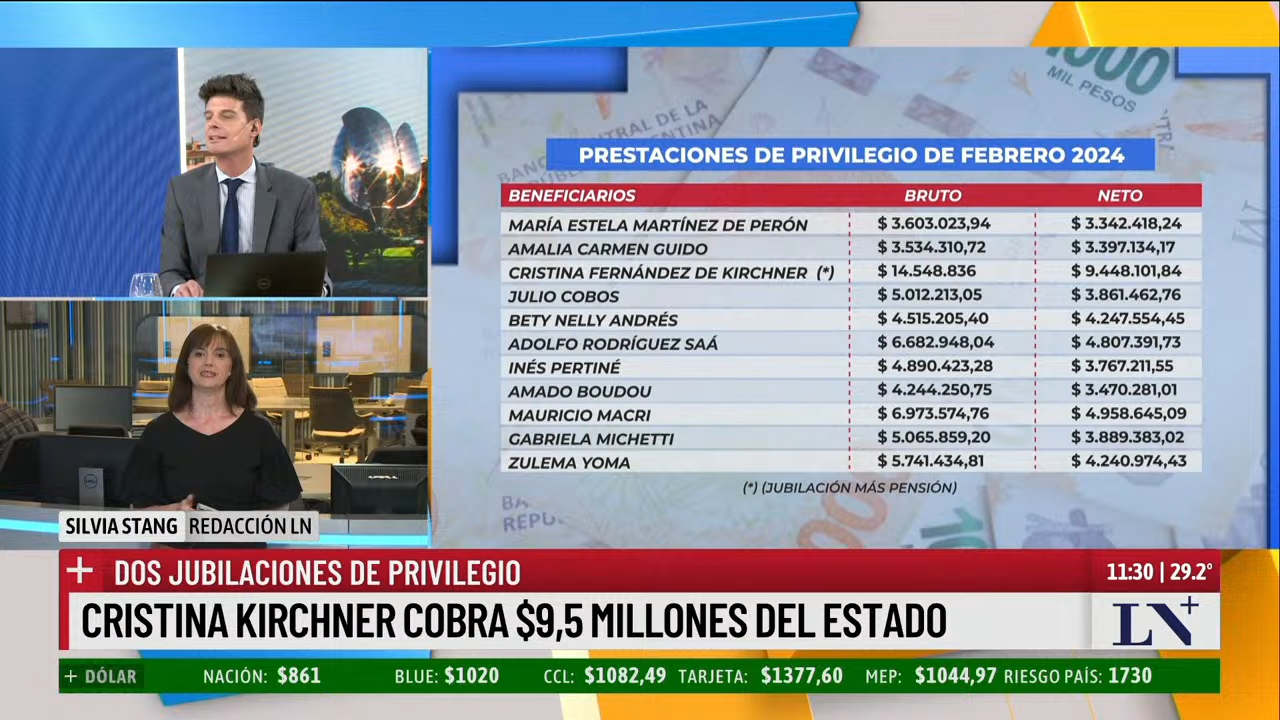 1000
MIL PESOS
PRESTACIONES DE PRIVILEGIO DE FEBRERO 2024
BENEFICIARIOS BRUTO NETO
MARÍA ESTELA MARTÍNEZ DE PERÓN $ 3.603.023,94 $ 3.342.418,24
AMALIA CARMEN GUIDO $ 3.534.310,72 $ 3.397.134,17
CRISTINA FERNÁNDEZ DE KIRCHNER (*) $ 14.548.836 $ 9.448.101,84
JULIO COBOS $ 5.012.213,05 $ 3.861.462,76
BETY NELLY ANDRÉS $ 4.515.205,40 $ 4.247.554,45
ADOLFO RODRÍGUEZ SAÁ $ 6.682.948,04 $ 4.807.391,73
INÉS PERTINÉ $ 4.890.423,28 $ 3.767.211,55
AMADO BOUDOU $ 4.244.250,75 $ 3.470.281,01
MAURICIO MACRI $ 6.973.574,76 $ 4.958.645,09
GABRIELA MICHETTI $ 5.065.859,20 $ 3.889.383,02
ZULEMA YOMA $ 5.741.434,81 $ 4.240.974,43
(*) (JUBILACIÓN MÁS PENSIÓN)
SILVIA STANG REDACCIÓN LN
+ DOS JUBILACIONES DE PRIVILEGIO 11:30 | 29.2°
CRISTINA KIRCHNER COBRA $9,5 MILLONES DEL ESTADO LN+
+ DÓLAR NACIÓN: $861 BLUE: $1020 CCL: $1082,49 TARJETA: $1377,60 MEP: $1044,97 RIESGO PAÍS: 1730